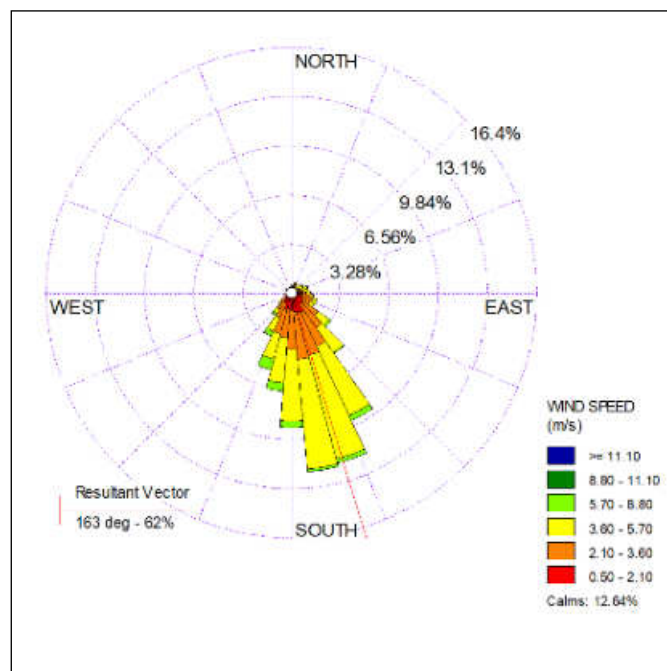 NORTH
16.4%
13.1%
9.84%
6.56%
3.28%
WEST
EAST
WIND SPEED
(m/s)
>= 11.10
8.80 - 11.10
5.70 - 8.80
3.60 - 5.70
2.10 - 3.60
0.50 - 2.10
Calms: 12.64%
Resultant Vector
163 deg - 62%
SOUTH